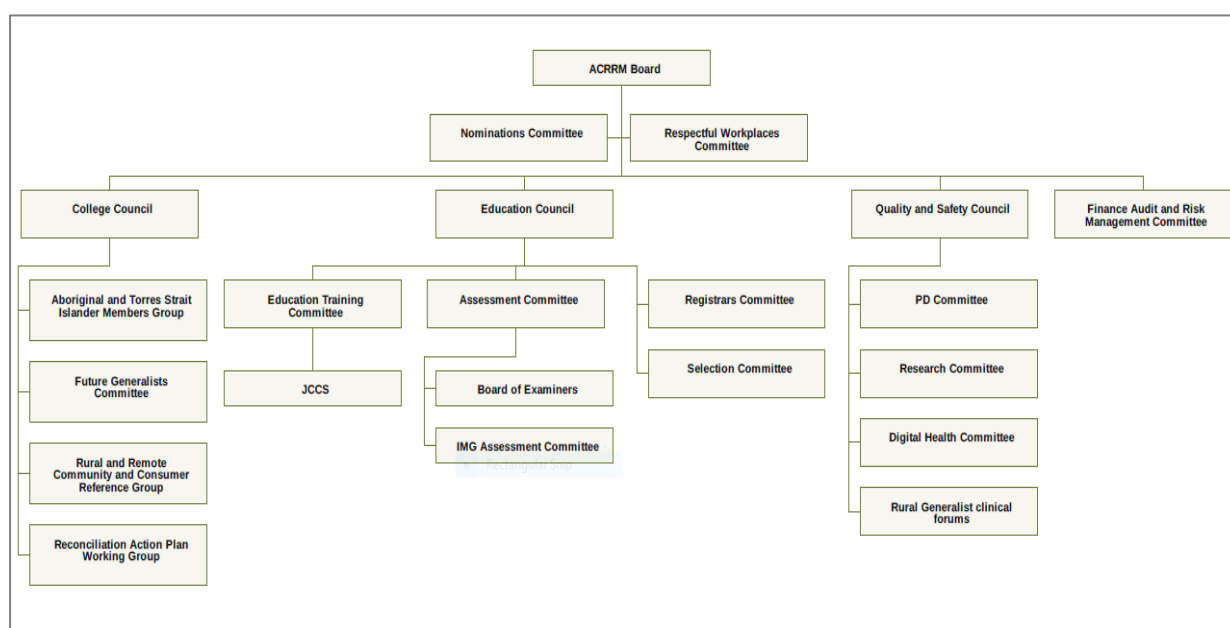 ACRRM Board
Nominations Committee
Respectful Workplaces
Committee
College Council
Education Council
Quality and Safety Council
Finance Audit and Risk
Management Committee
Aboriginal and Torres Strait
Islander Members Group
Future Generalists
Committee
Rural and Remote
Community and Consumer
Reference Group
Reconciliation Action Plan
Working Group
Education Training
Committee
JCCS
Assessment Committee
Board of Examiners
IMG Assessment Committee
Rectangular Snip
Registrars Committee
Selection Committee
PD Committee
Research Committee
Digital Health Committee
Rural Generalist clinical
forums